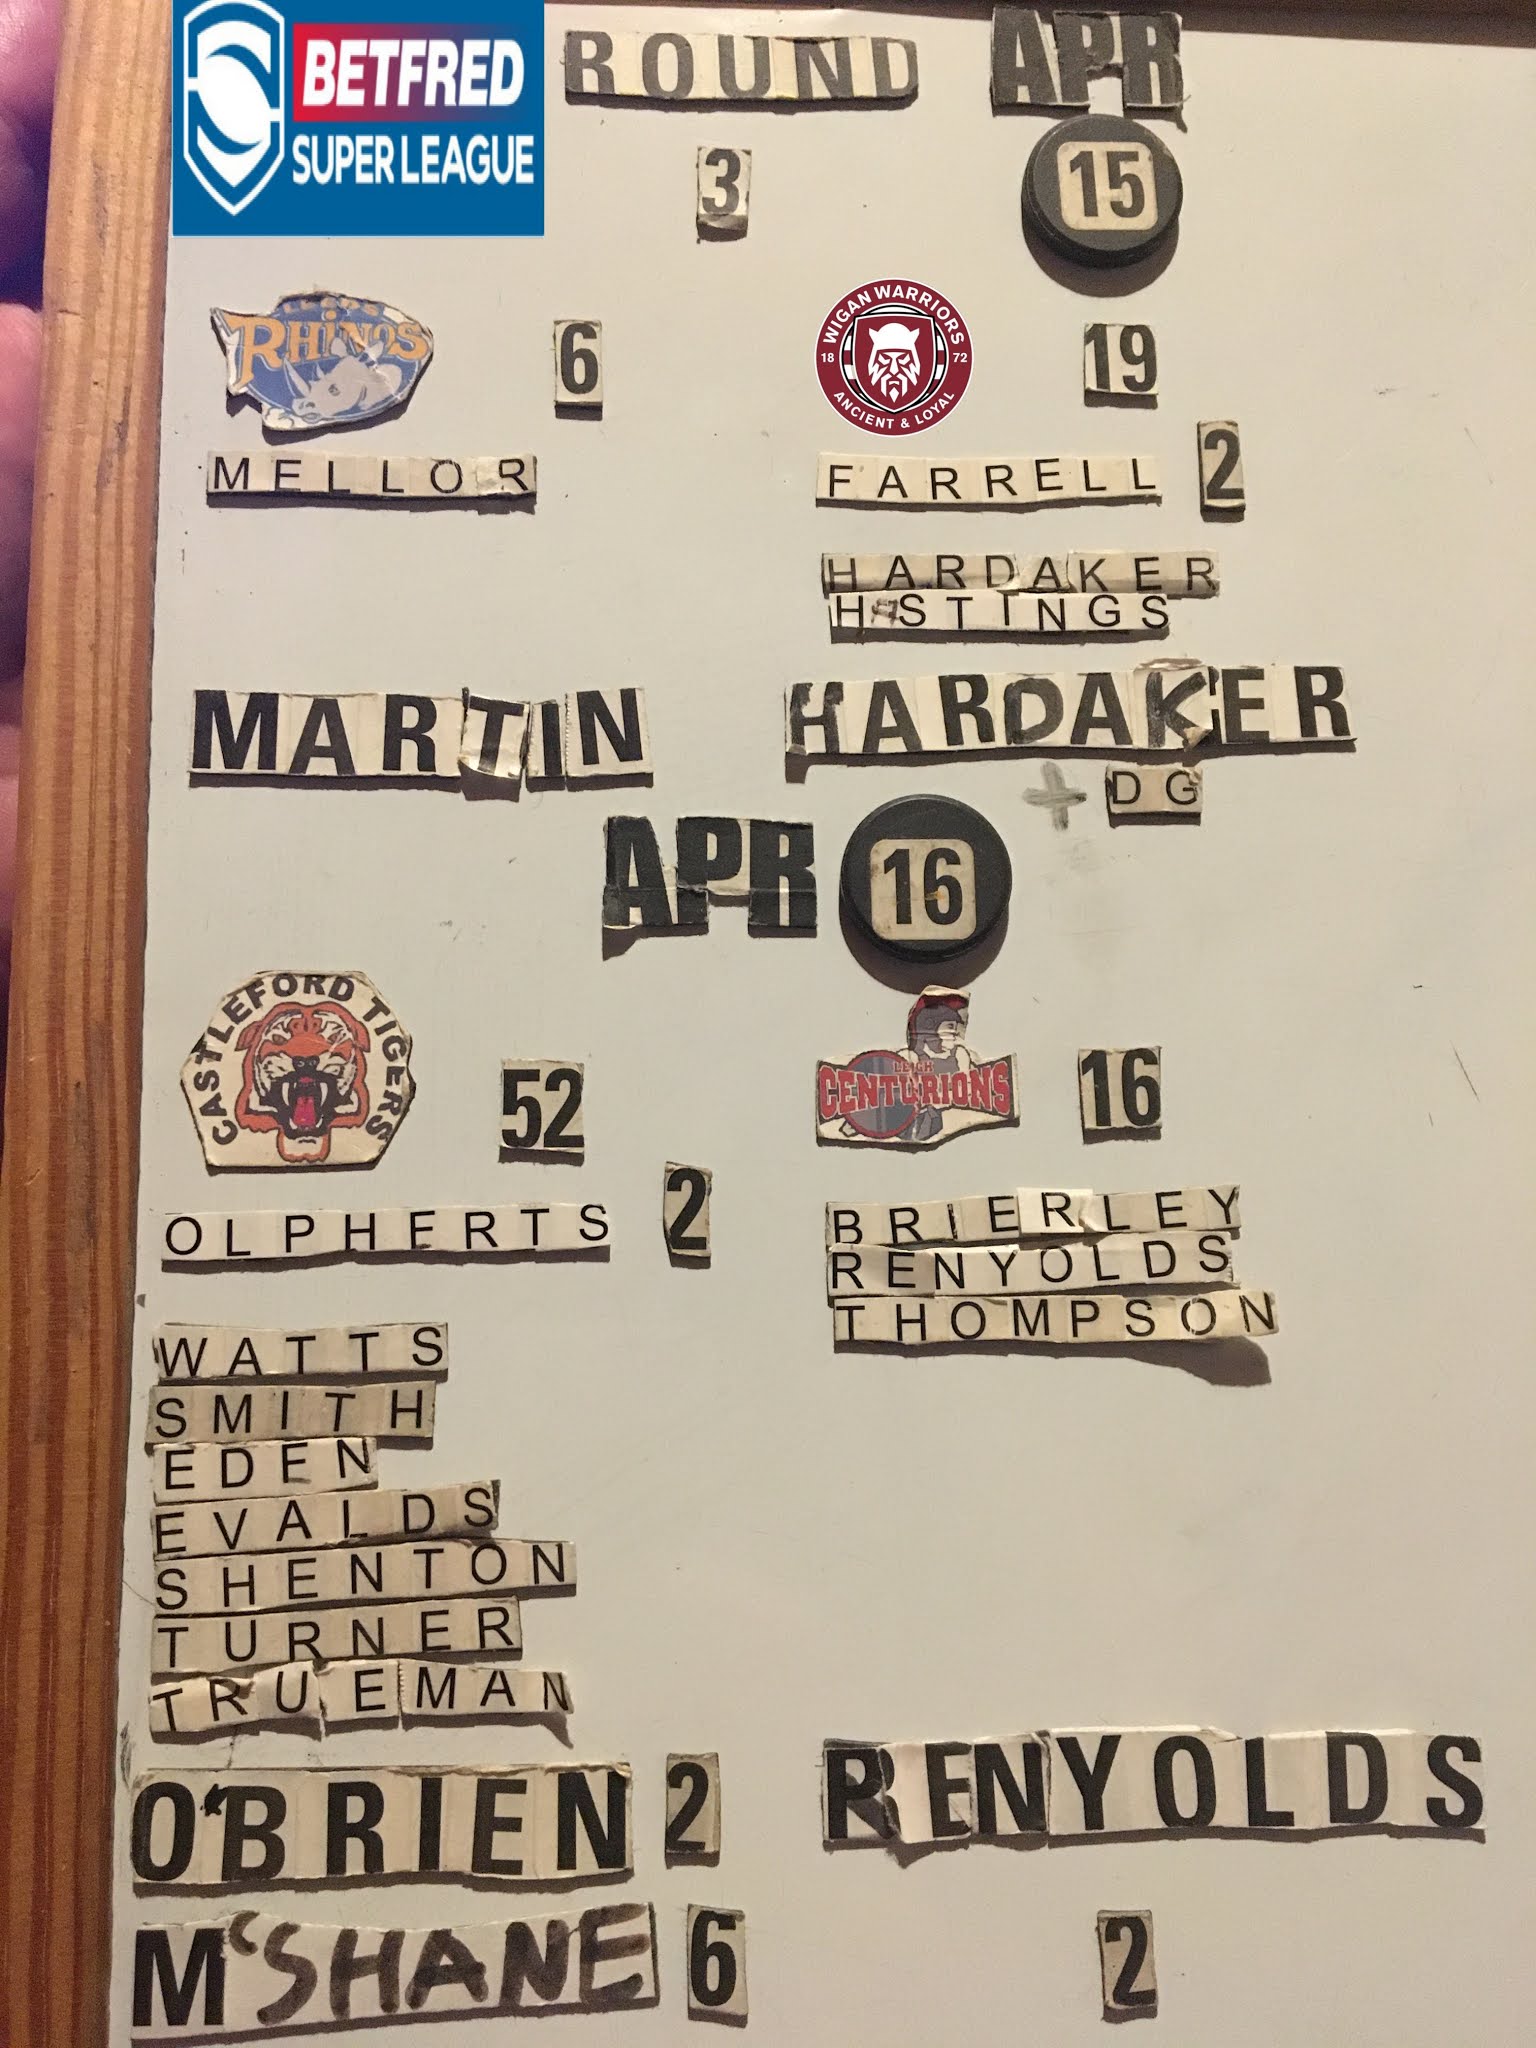 BETFRED
SUPER LEAGUE
ROUND APR
3 15
RHINOS 6 WIGAN WARRIORS 18 72 ANCIENT & LOYAL 19
MELLOR FARRELL 2
HARDAKER
HASTINGS
MARTIN HARDAKER
+ DG
APR 16
CASTLEFORD TIGERS 52 LEIGH CENTURIONS 16
OLPHERTS 2 BRIERLEY
RENYOLDS
THOMPSON
WATTS
SMITH
EDEN
EVALDS
SHENTON
TURNER
TRUEMAN
O'BRIEN 2 RENYOLDS
McSHANE 6 2